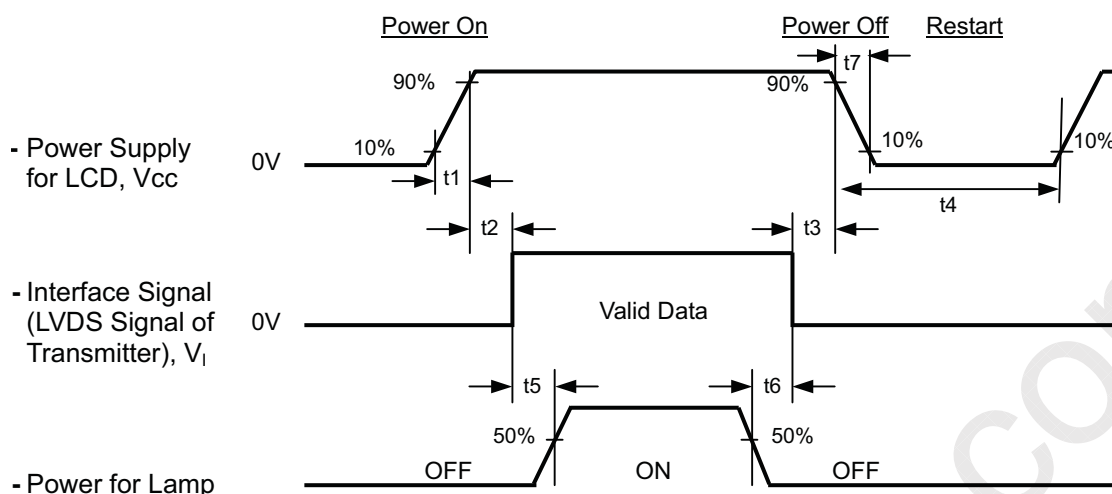 Power On
Power Off
Restart
t7
90%
90%
- Power Supply
for LCD, Vcc
0V
10%
10%
10%
t1
t4
t2
t3
- Interface Signal
(LVDS Signal of
Transmitter), VI
0V
Valid Data
t5
t6
50%
50%
- Power for Lamp
OFF
ON
OFF
com